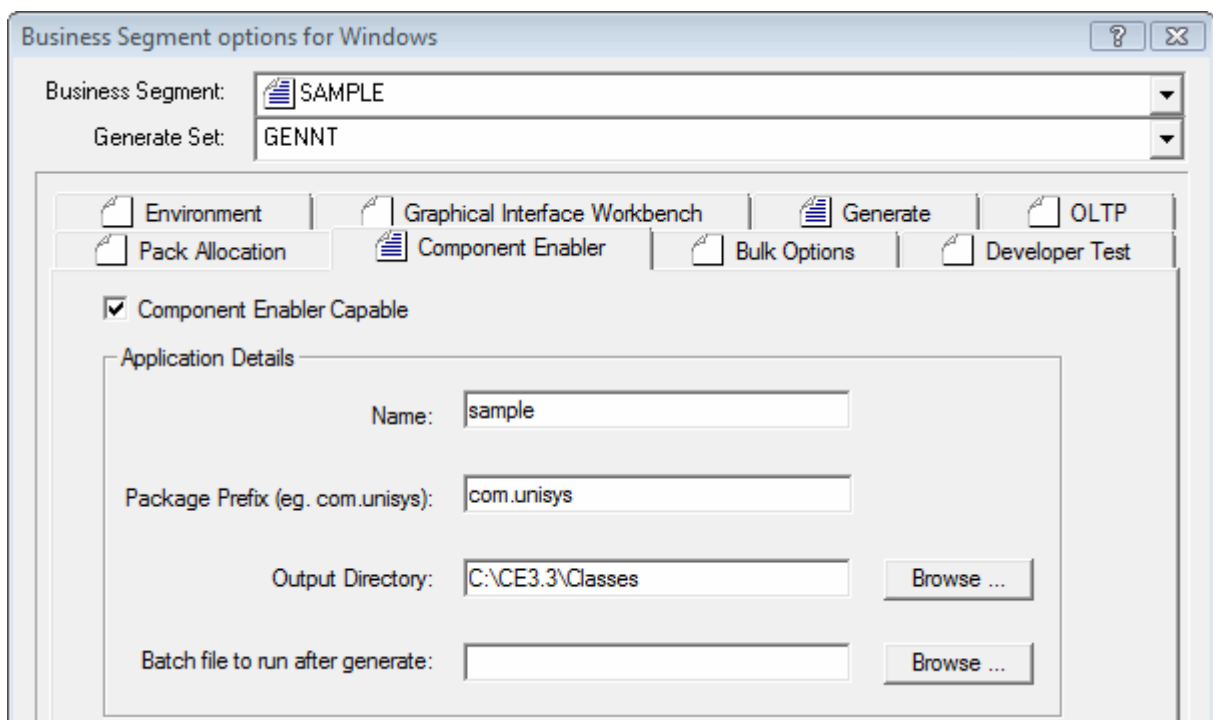 Business Segment options for Windows
Business Segment: SAMPLE
Generate Set: GENNT
Environment Graphical Interface Workbench Generate OLTP
Pack Allocation Component Enabler Bulk Options Developer Test
Component Enabler Capable
Application Details
Name: sample
Package Prefix (eg. com.unisys): com.unisys
Output Directory: C:\CE3.3\Classes Browse ...
Batch file to run after generate: Browse ...